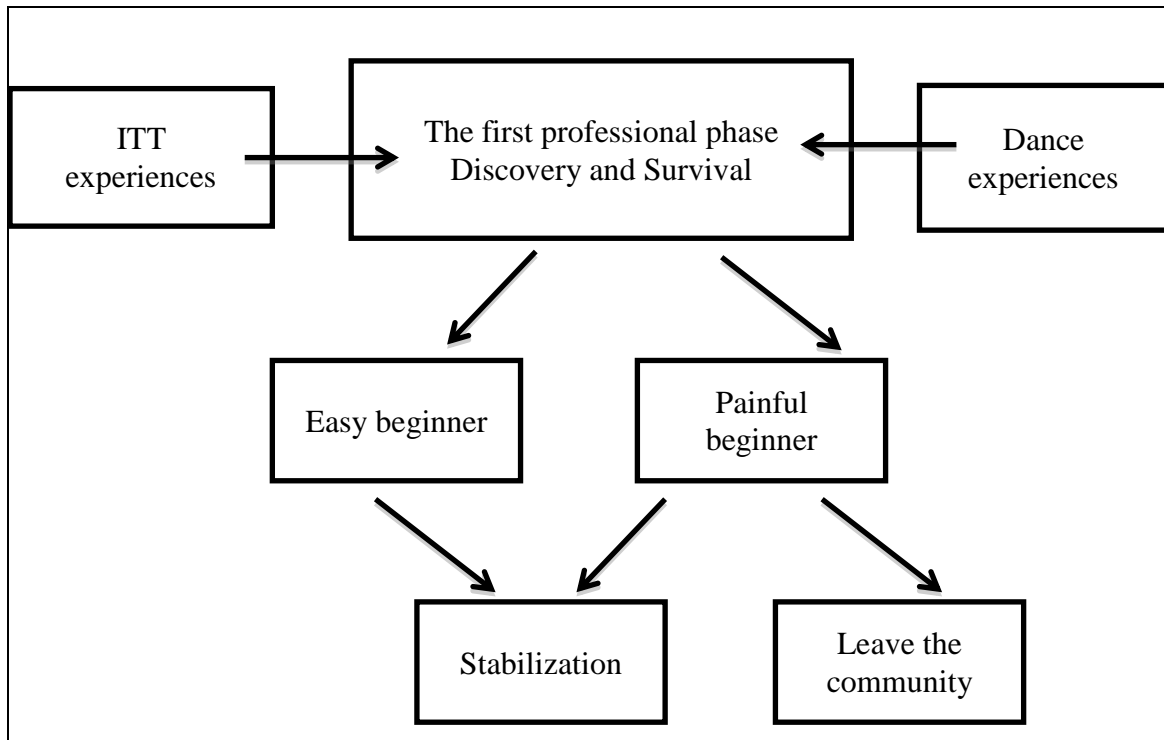 ITT
experiences
The first professional phase
Discovery and Survival
Dance
experiences
Easy beginner
Painful
beginner
Stabilization
Leave the
community